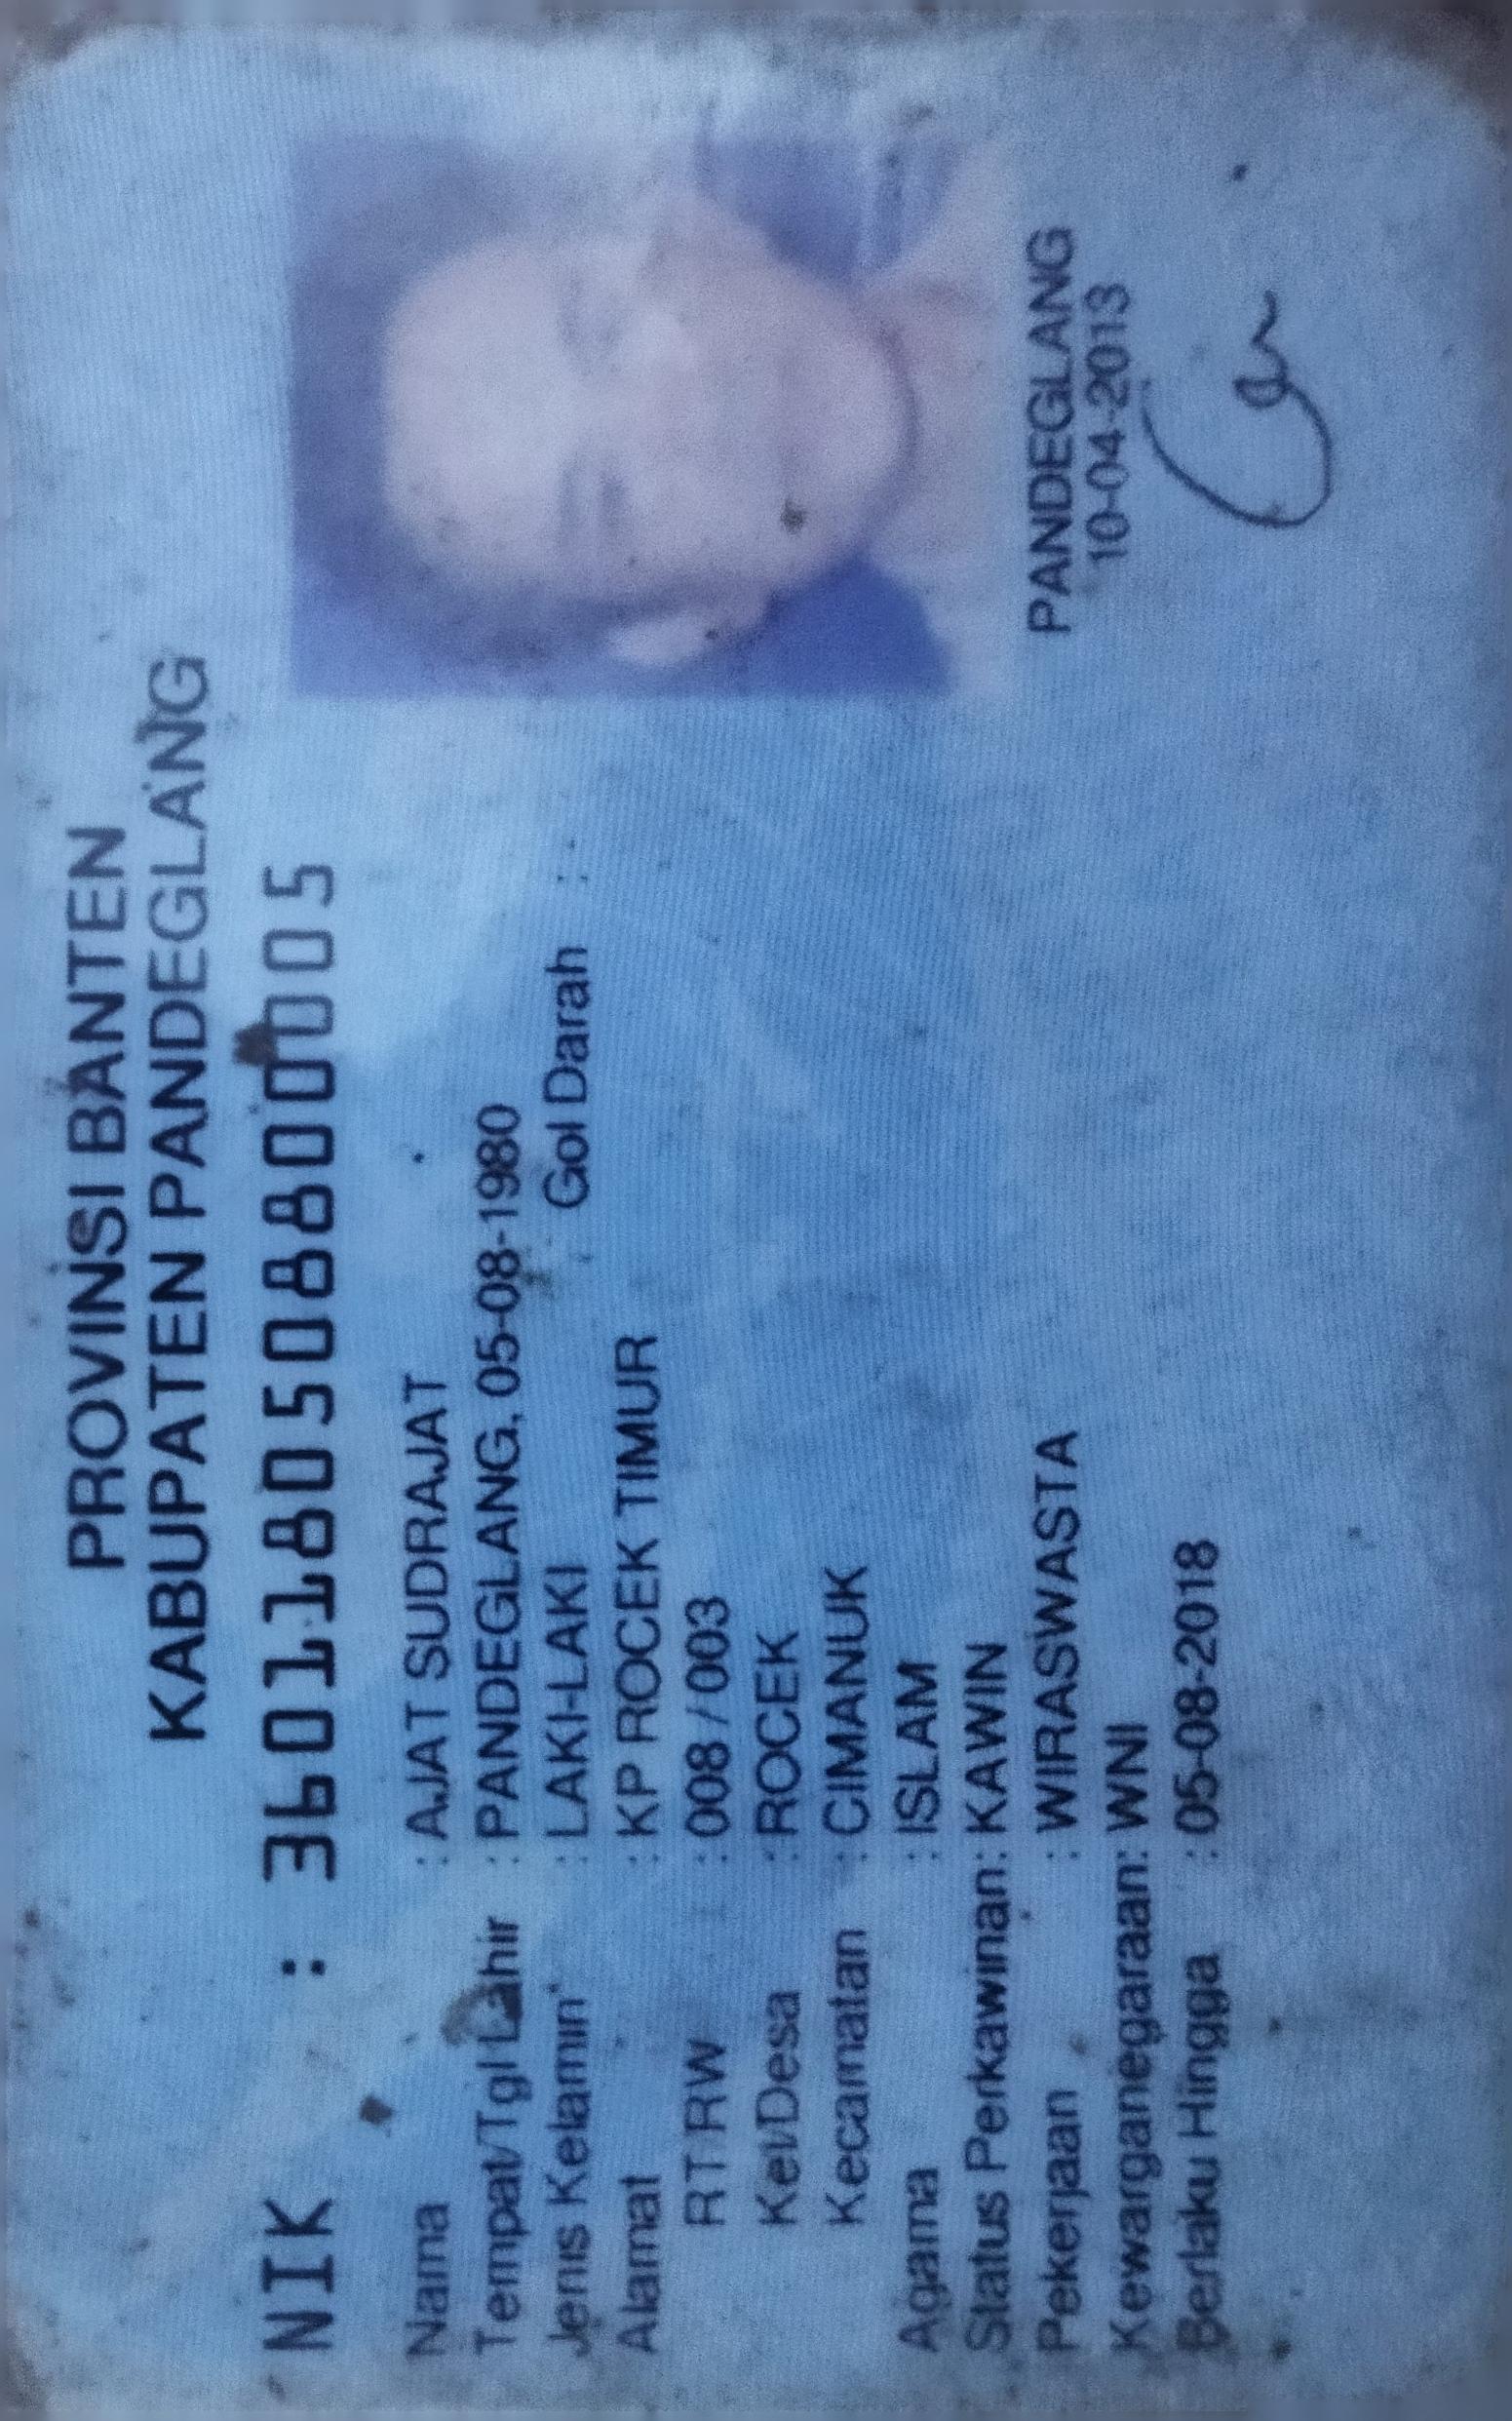 PROVINSI BANTEN
KABUPATEN PANDEGLANG
NIK : 3601180508800005
Nama : AJAT SUDRAJAT
Tempat/Tgl Lahir : PANDEGLANG, 05-08-1980
Jenis Kelamin : LAKI-LAKI Gol Darah : -
Alamat : KP ROCEK TIMUR
RT RW : 008 / 003
Kel/Desa : ROCEK
Kecamatan : CIMANUK
Agama : ISLAM
Status Perkawinan: KAWIN
Pekerjaan : WIRASWASTA
Kewarganegaraan: WNI
Berlaku Hingga : 05-08-2018
PANDEGLANG
10-04-2013